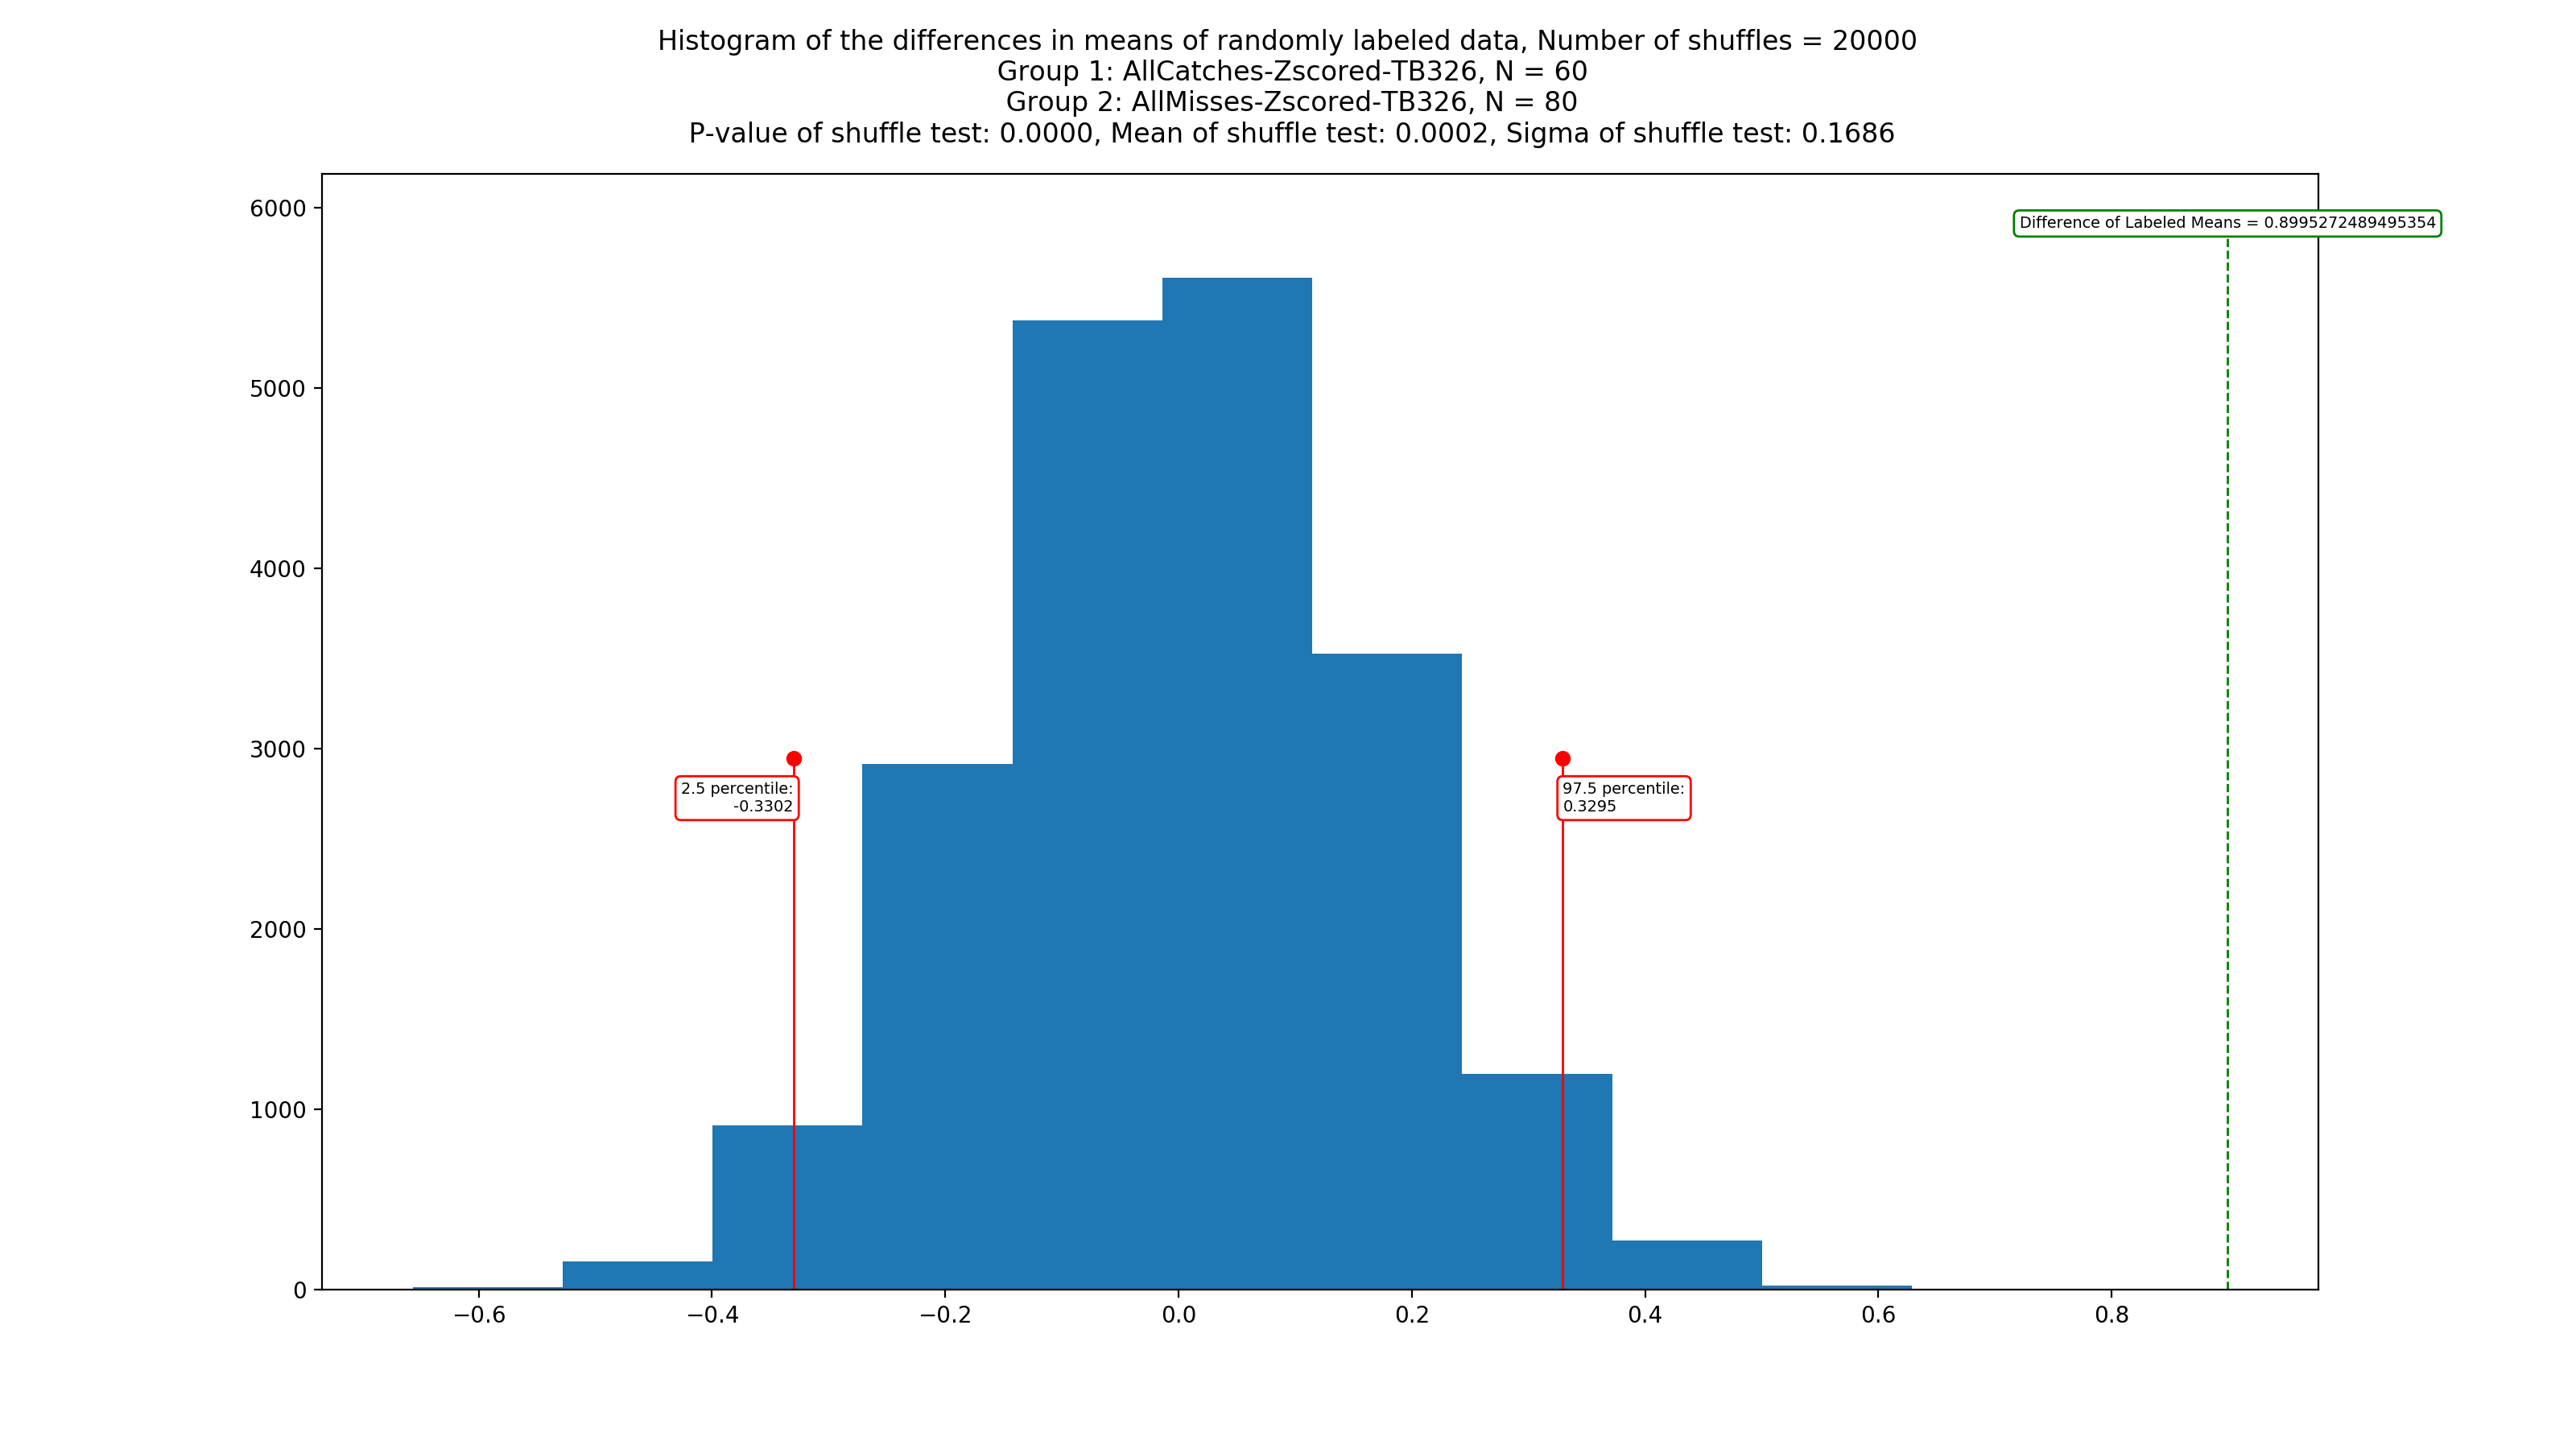 Histogram of the differences in means of randomly labeled data, Number of shuffles = 20000
Group 1: AllCatches-Zscored-TB326, N = 60
Group 2: AllMisses-Zscored-TB326, N = 80
P-value of shuffle test: 0.0000, Mean of shuffle test: 0.0002, Sigma of shuffle test: 0.1686
6000
Difference of Labeled Means = 0.8995272489495354
5000
4000
3000
2.5 percentile:
-0.3302
97.5 percentile:
0.3295
2000
1000
0
−0.6 −0.4 −0.2 0.0 0.2 0.4 0.6 0.8